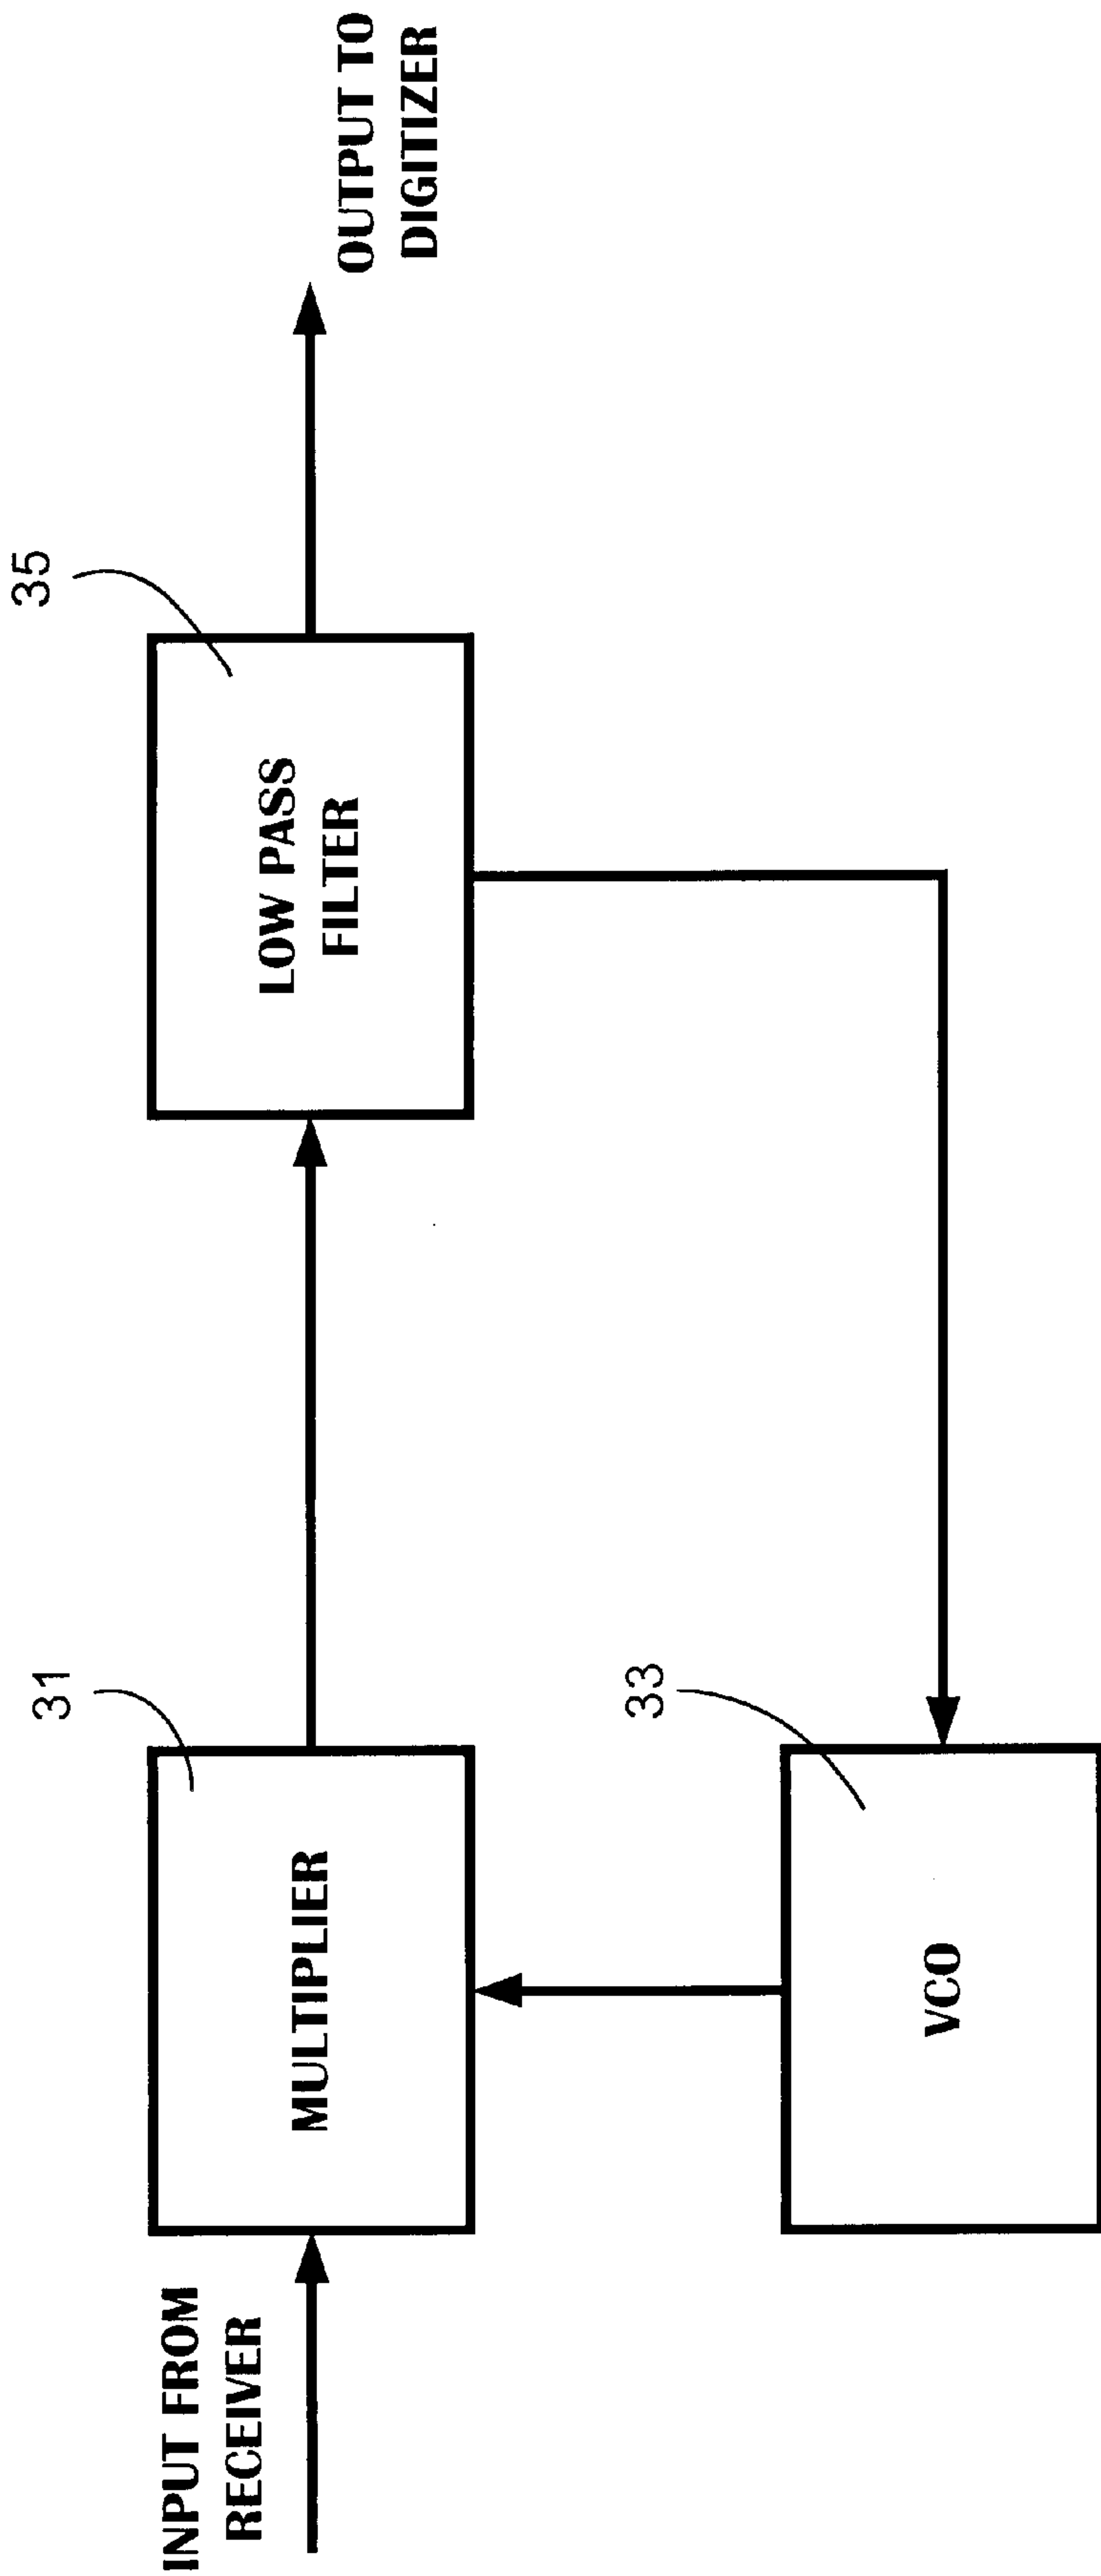 INPUT FROM
RECEIVER
31
MULTIPLIER
33
VCO
35
LOW PASS
FILTER
OUTPUT TO
DIGITIZER